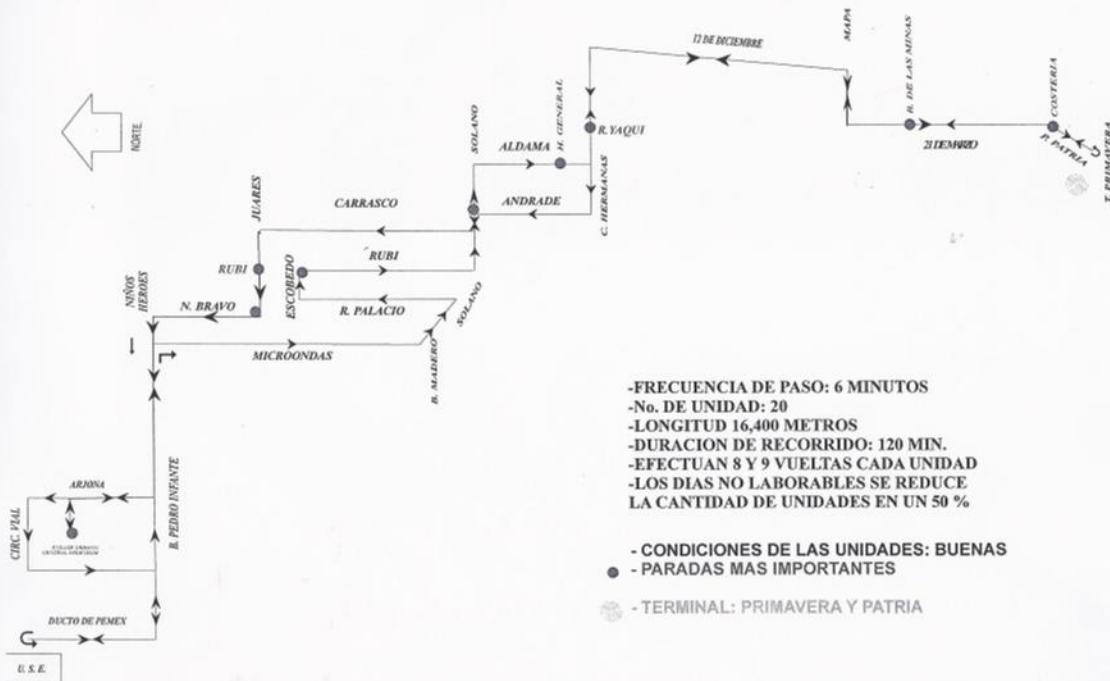 12 DE DICIEMBRE
MAPA
B. DE LAS MINAS
COSTERIA
P. PATRIA
T. PRIMAVERA
21 DE MARZO
NORTE
SOLANO
H. GENERAL
R. YAQUI
ALDAMA
ANDRADE
C. HERMANAS
JUARES
CARRASCO
RUBI
RUBI
ESCOBEDO
NIÑOS
HEROES
N. BRAVO
R. PALACIO
SOLANO
MICROONDAS
B. MADERO
ARJONA
CIRC. VIAL
B. PEDRO INFANTE
DUCTO DE PEMEX
U. S. E.
-FRECUENCIA DE PASO: 6 MINUTOS
-No. DE UNIDAD: 20
-LONGITUD 16,400 METROS
-DURACION DE RECORRIDO: 120 MIN.
-EFECTUAN 8 Y 9 VUELTAS CADA UNIDAD
-LOS DIAS NO LABORABLES SE REDUCE
LA CANTIDAD DE UNIDADES EN UN 50 %
- CONDICIONES DE LAS UNIDADES: BUENAS
- PARADAS MAS IMPORTANTES
- TERMINAL: PRIMAVERA Y PATRIA